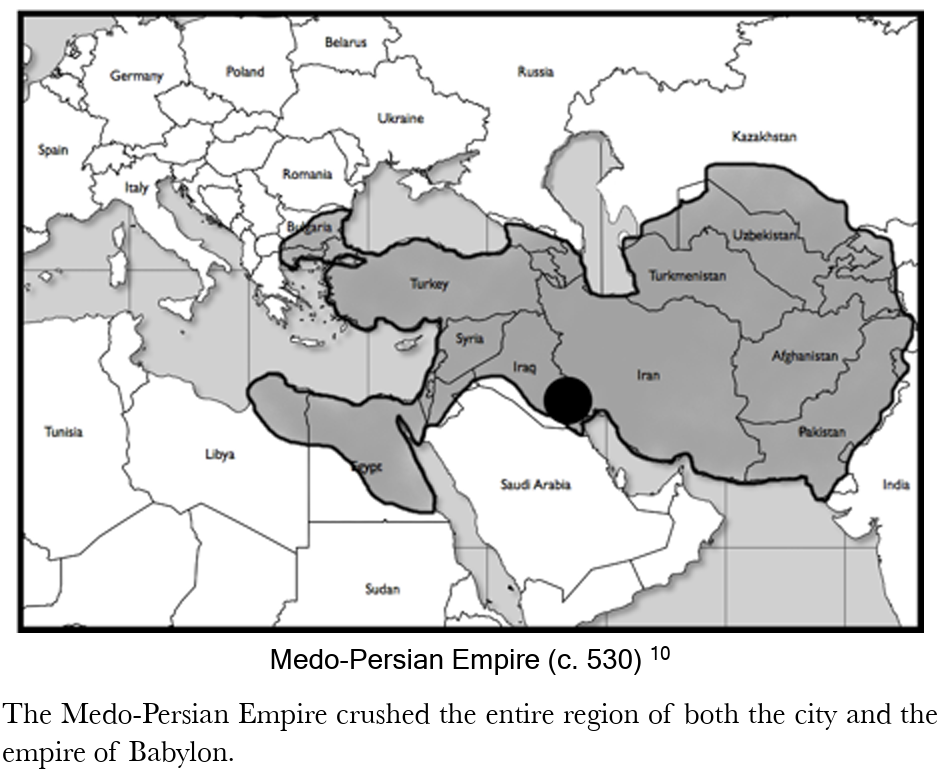 Belarus
Germany
Poland
Russia
Ukraine
Kazakhstan
Spain
Romania
Italy
Bulgaria
Uzbekistan
Turkmenistan
Turkey
Syria
Afghanistan
Iraq
Iran
Tunisia
Pakistan
Libya
Egypt
Saudi Arabia
India
Sudan
Medo-Persian Empire (c. 530) 10
The Medo-Persian Empire crushed the entire region of both the city and the
empire of Babylon.